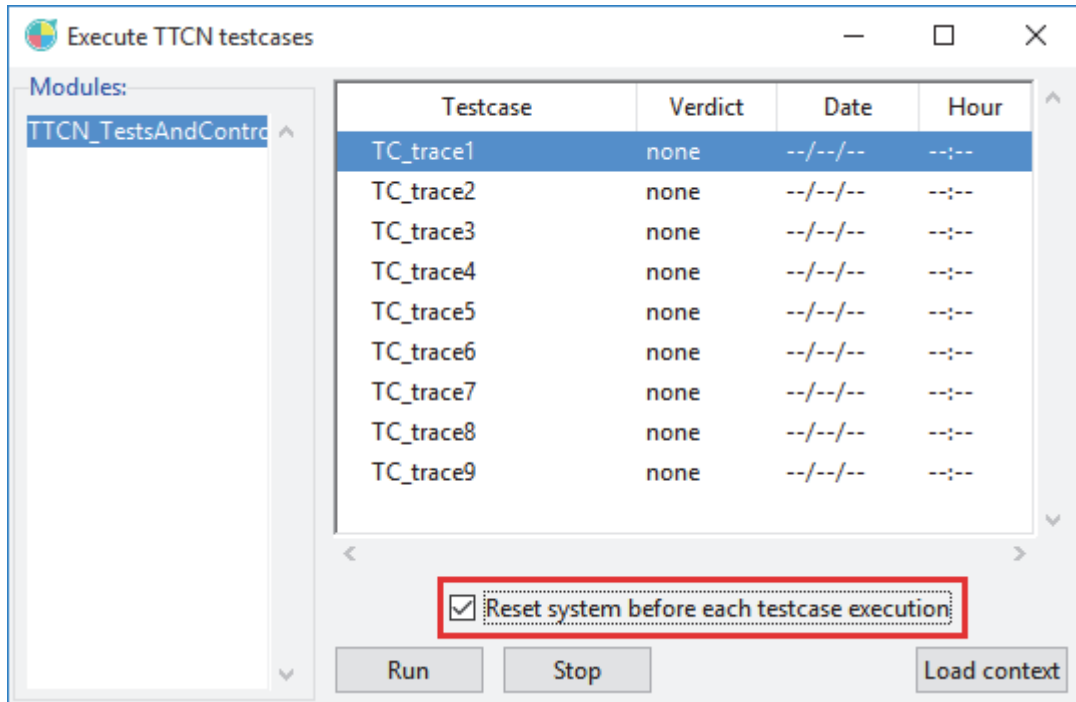 Execute TTCN testcases
Modules:
TTCN_TestsAndContro
Testcase Verdict Date Hour
TC_trace1 none --/--/-- --:--
TC_trace2 none --/--/-- --:--
TC_trace3 none --/--/-- --:--
TC_trace4 none --/--/-- --:--
TC_trace5 none --/--/-- --:--
TC_trace6 none --/--/-- --:--
TC_trace7 none --/--/-- --:--
TC_trace8 none --/--/-- --:--
TC_trace9 none --/--/-- --:--
Reset system before each testcase execution
Run Stop Load context